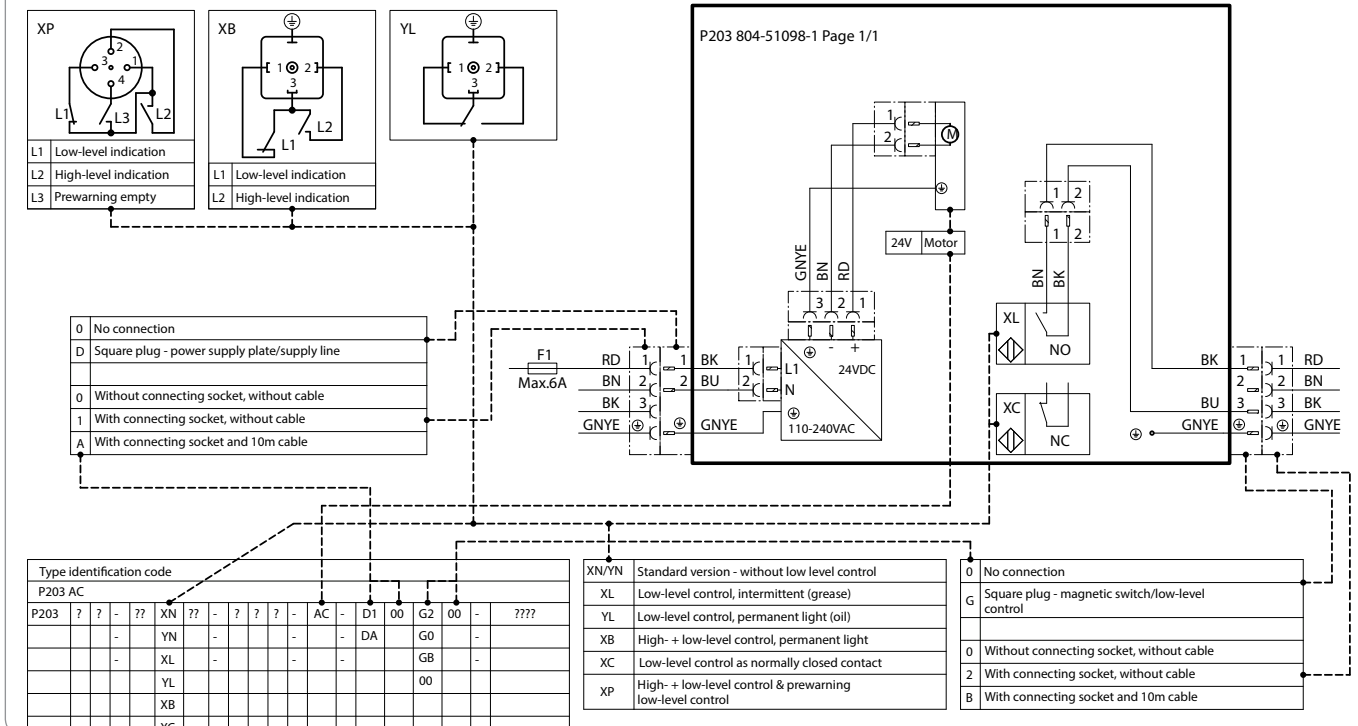 XP
2
3
1
4
L1
L3
L2
L1 Low-level indication
L2 High-level indication
L3 Prewarning empty
XB
1
2
3
L2
L1
L1 Low-level indication
L2 High-level indication
YL
1
2
3
P203 804-51098-1 Page 1/1
1
2
M
24V Motor
GNYE
BN
RD
3 2 1
- +
24VDC
L1
N
110-240VAC
1 2
1 2
BN
BK
XL
NO
XC
NC
0 No connection
D Square plug - power supply plate/supply line
0 Without connecting socket, without cable
1 With connecting socket, without cable
A With connecting socket and 10m cable
F1
Max.6A
RD 1 1 BK 1
BN 2 2 BU 2
BK 3
GNYE GNYE
BK 1 1 RD
2 2 BN
BU 3 3 BK
GNYE GNYE
Type identification code
P203 AC
P203 ? ? - ?? XN ?? - ? ? ? - AC - D1 00 G2 00 - ????
- YN - - - DA G0 -
- XL - - - GB -
YL 00
XB
XC
XN/YN Standard version - without low level control
XL Low-level control, intermittent (grease)
YL Low-level control, permanent light (oil)
XB High- + low-level control, permanent light
XC Low-level control as normally closed contact
XP High- + low-level control & prewarning
low-level control
0 No connection
G Square plug - magnetic switch/low-level
control
0 Without connecting socket, without cable
2 With connecting socket, without cable
B With connecting socket and 10m cable